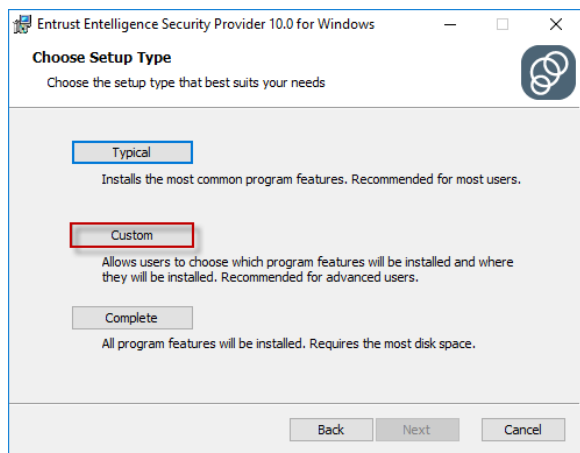 Entrust Intelligence Security Provider 10.0 for Windows
Choose Setup Type
Choose the setup type that best suits your needs
Typical
Installs the most common program features. Recommended for most users.
Custom
Allows users to choose which program features will be installed and where
they will be installed. Recommended for advanced users.
Complete
All program features will be installed. Requires the most disk space.
Back Next Cancel